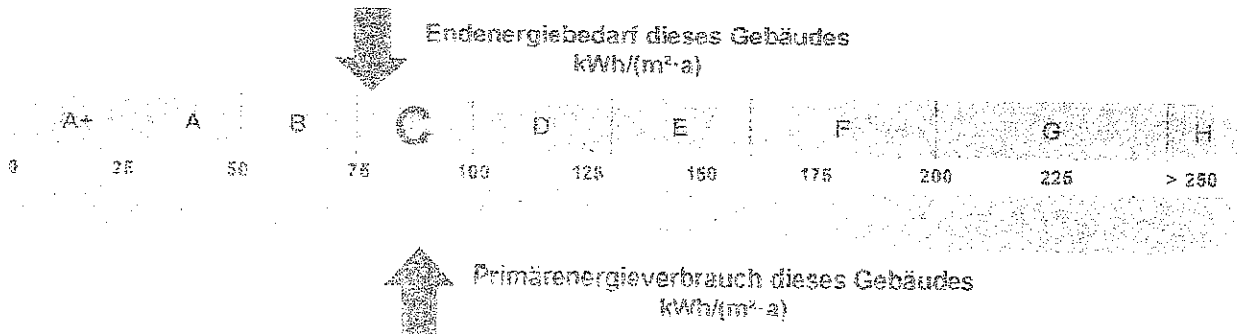 Endenergiebedarf dieses Gebäudes
kWh/(m²·a)
A+ A B C D E F G H
0 25 50 75 100 125 150 175 200 225 > 250
Primärenergieverbrauch dieses Gebäudes
kWh/(m²·a)